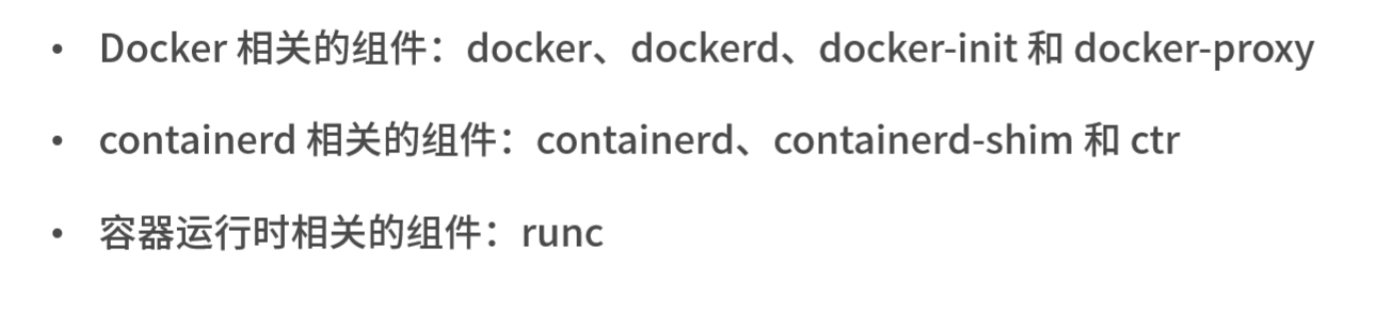 • Docker 相关的组件：docker、dockerd、docker-init 和 docker-proxy
• containerd 相关的组件：containerd、containerd-shim 和 ctr
• 容器运行时相关的组件：runc